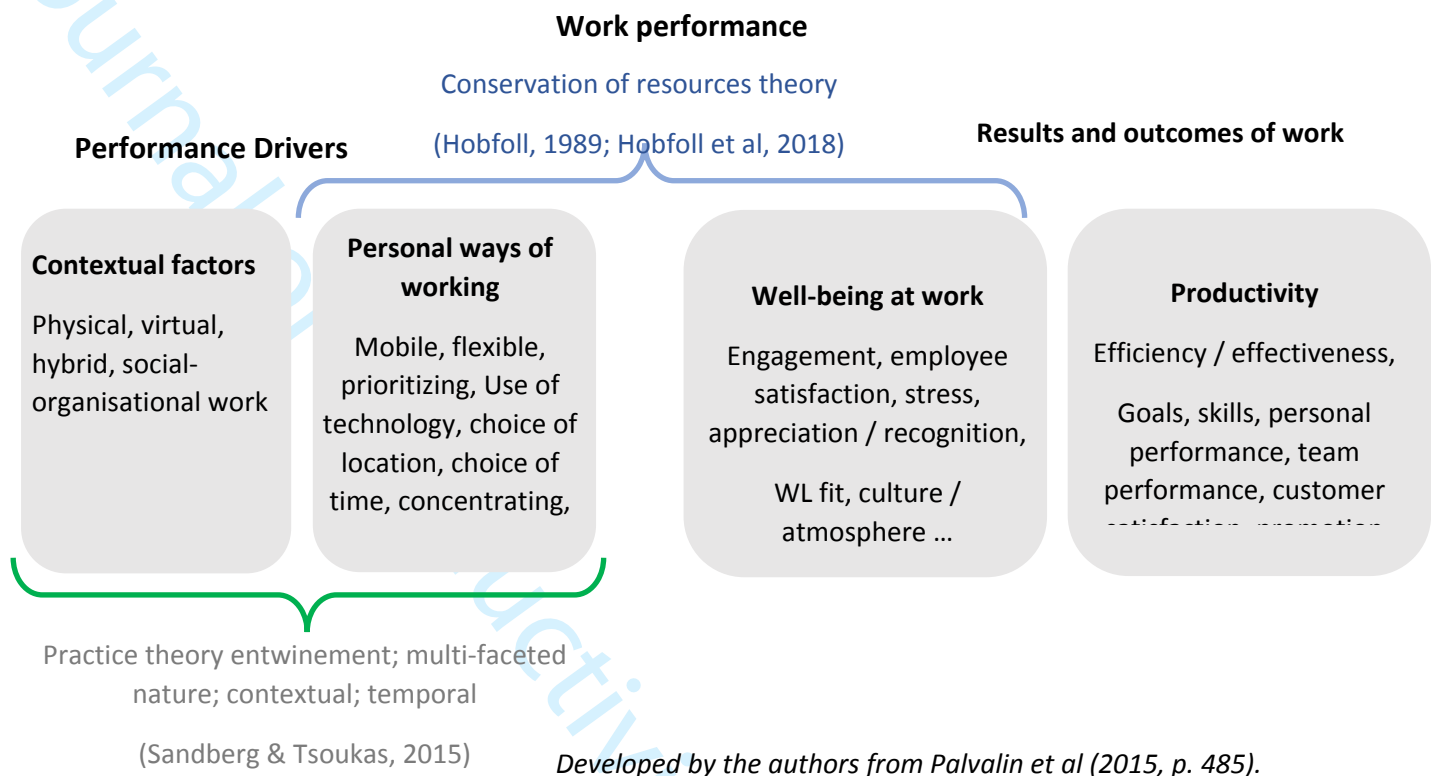 Work performance
Conservation of resources theory
(Hobfoll, 1989; Hobfoll et al, 2018)
Performance Drivers
Results and outcomes of work
Contextual factors
Physical, virtual,
hybrid, social-
organisational work
Personal ways of
working
Mobile, flexible,
prioritizing, Use of
technology, choice of
location, choice of
time, concentrating,
Well-being at work
Engagement, employee
satisfaction, stress,
appreciation / recognition,
WL fit, culture /
atmosphere …
Productivity
Efficiency / effectiveness,
Goals, skills, personal
performance, team
performance, customer
Practice theory entwinement; multi-faceted
nature; contextual; temporal
(Sandberg & Tsoukas, 2015)
Developed by the authors from Palvalin et al (2015, p. 485).